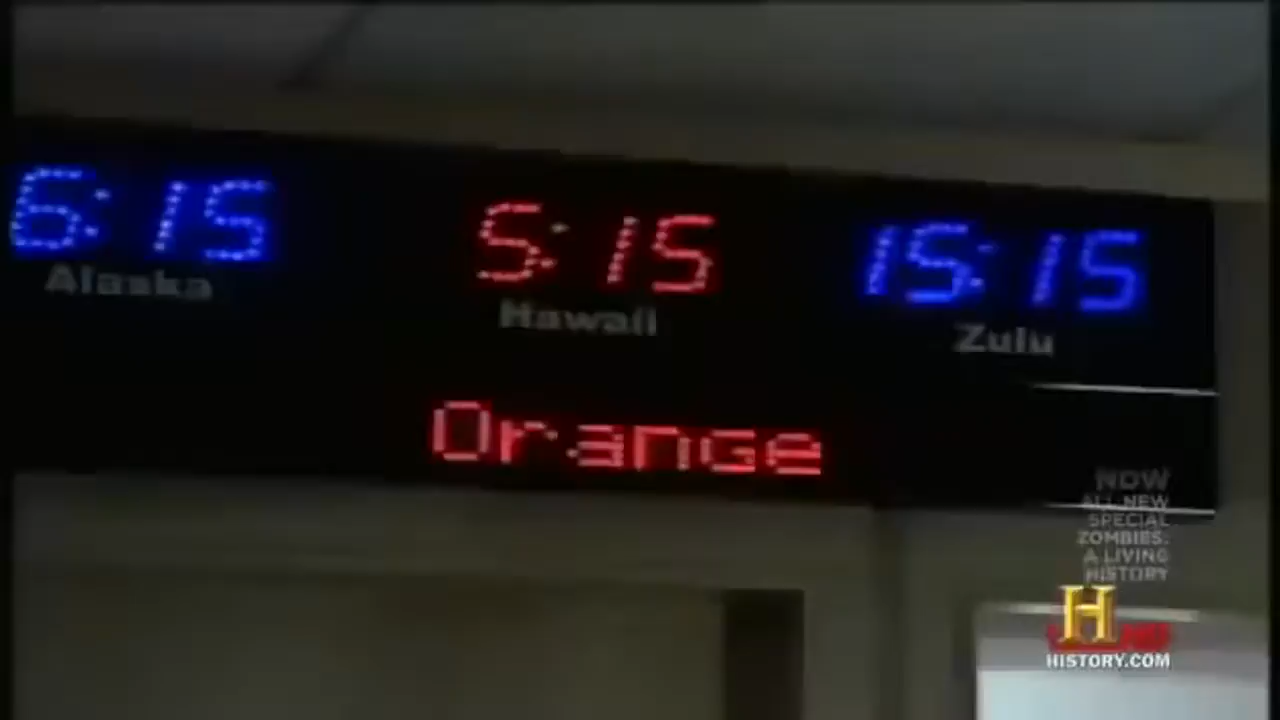 6:15 5:15 15:15
Alaska Hawaii Zulu
Orange
NOW
ALL NEW
SPECIAL
ZOMBIES:
A LIVING
HISTORY
H
HISTORY.COM